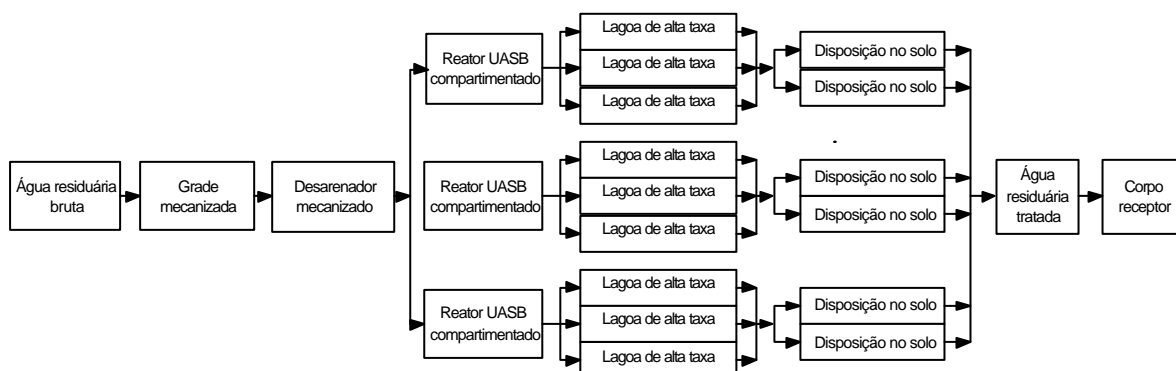 Água residuária
bruta
Grade
mecanizada
Desarenador
mecanizado
Reator UASB
compartimentado
Lagoa de alta taxa
Lagoa de alta taxa
Lagoa de alta taxa
Disposição no solo
Disposição no solo
Reator UASB
compartimentado
Lagoa de alta taxa
Lagoa de alta taxa
Lagoa de alta taxa
Disposição no solo
Disposição no solo
Reator UASB
compartimentado
Lagoa de alta taxa
Lagoa de alta taxa
Lagoa de alta taxa
Disposição no solo
Disposição no solo
Água
residuária
tratada
Corpo
receptor